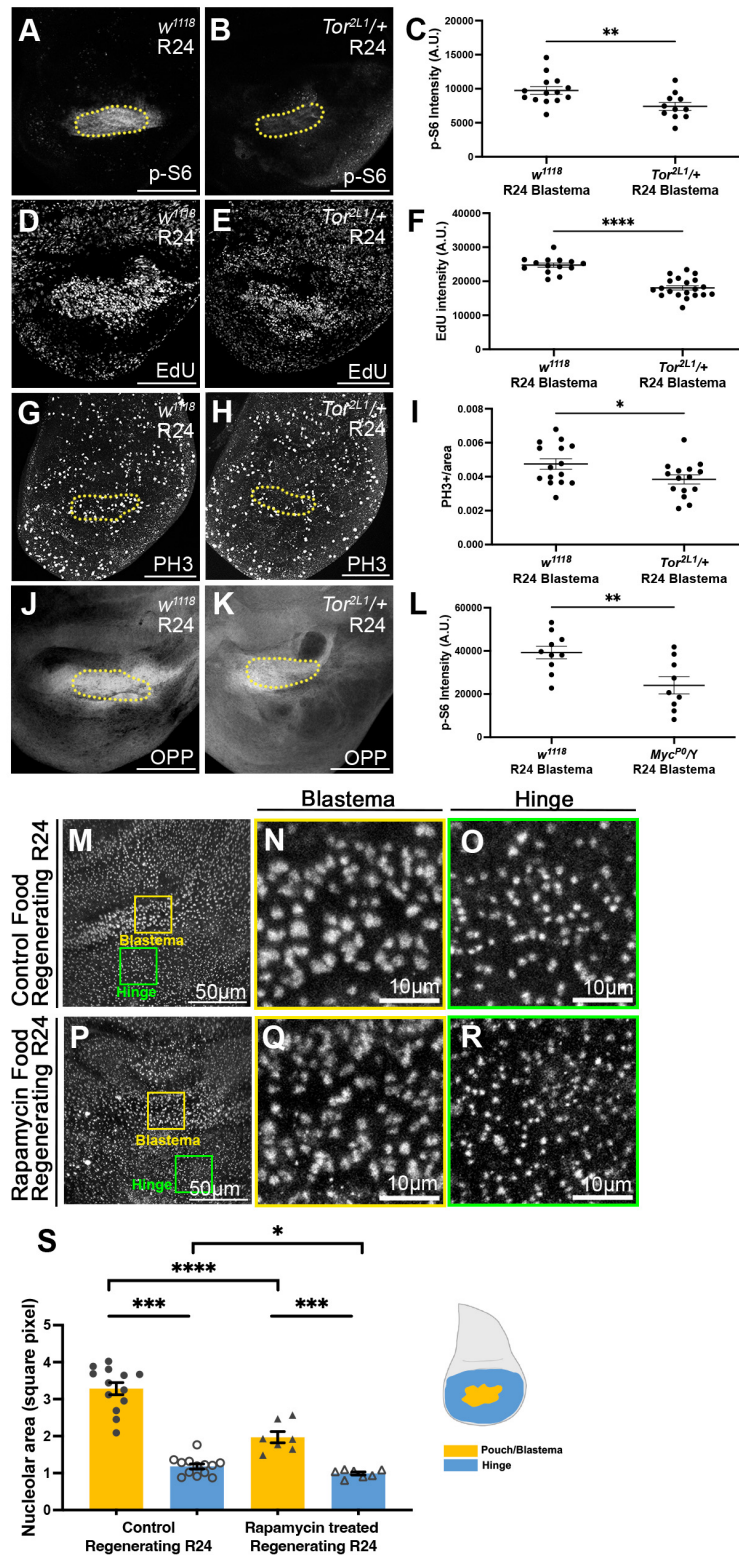 A
w1118
R24
p-S6
B
Tor2L1/+
R24
p-S6
C
**
p-S6 Intensity (A.U.)
20000
15000
10000
5000
0
w1118
R24 Blastema
Tor2L1/+
R24 Blastema
D
w1118
R24
EdU
E
Tor2L1/+
R24
EdU
F
****
EdU intensity (A.U.)
40000
30000
20000
10000
0
w1118
R24 Blastema
Tor2L1/+
R24 Blastema
G
w1118
R24
PH3
H
Tor2L1/+
R24
PH3
I
*
PH3+/area
0.008
0.006
0.004
0.002
0.000
w1118
R24 Blastema
Tor2L1/+
R24 Blastema
J
w1118
R24
OPP
K
Tor2L1/+
R24
OPP
L
**
p-S6 Intensity (A.U.)
60000
40000
20000
0
w1118
R24 Blastema
MycP0/Y
R24 Blastema
Blastema
Hinge
Control Food
Regenerating R24
M
Blastema
Hinge
50µm
N
10µm
O
10µm
Rapamycin Food
Regenerating R24
P
Blastema
Hinge
50µm
Q
10µm
R
10µm
S
*
****
***
***
Nucleolar area (square pixel)
5
4
3
2
1
0
Control
Regenerating R24
Rapamycin treated
Regenerating R24
Pouch/Blastema
Hinge